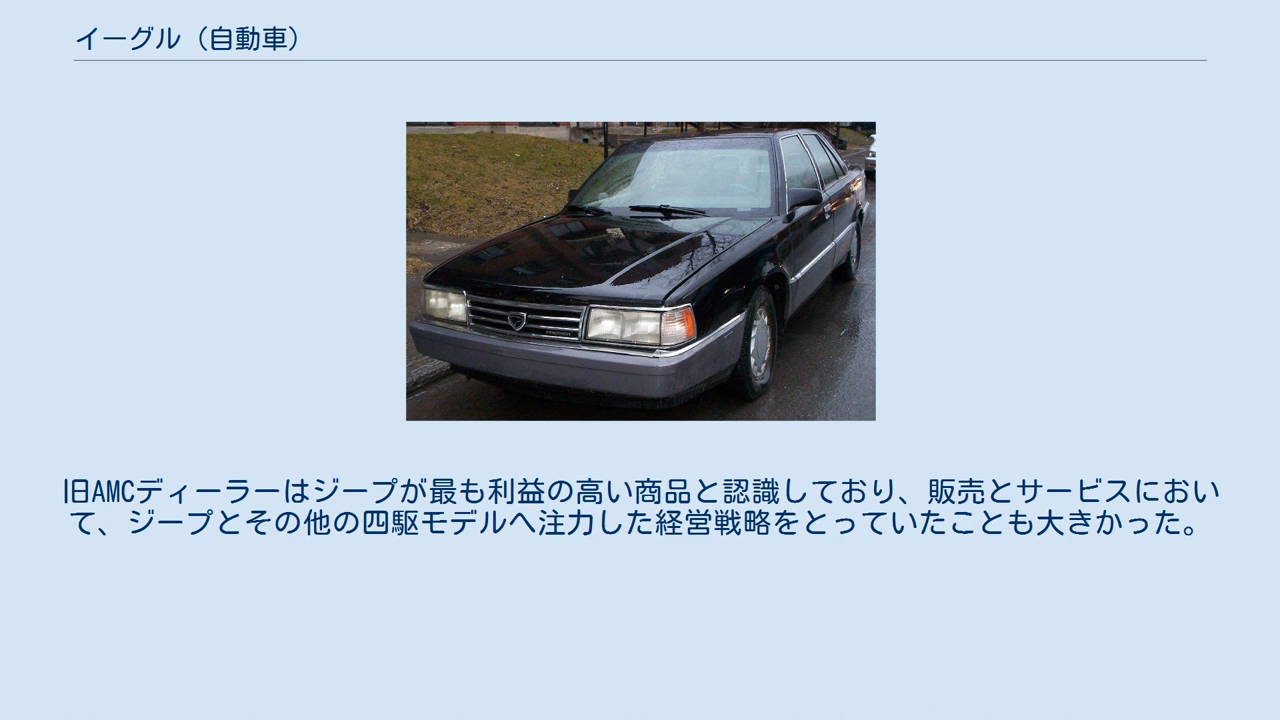 イーグル（自動車）
旧AMCディーラーはジープが最も利益の高い商品と認識しており、販売とサービスにおい
て、ジープとその他の四駆モデルへ注力した経営戦略をとっていたことも大きかった。